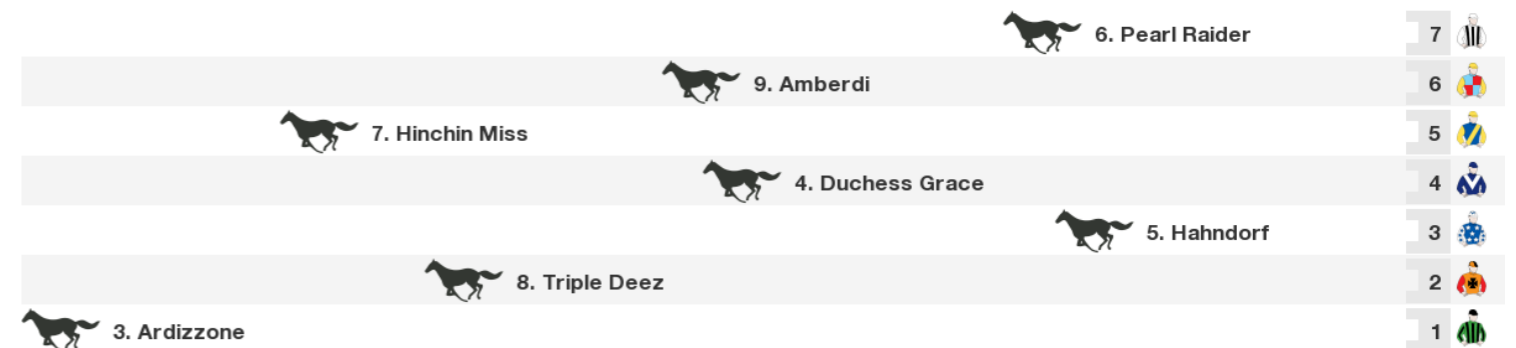 6. Pearl Raider 7
9. Amberdi 6
7. Hinchin Miss 5
4. Duchess Grace 4
5. Hahndorf 3
8. Triple Deez 2
3. Ardizzone 1